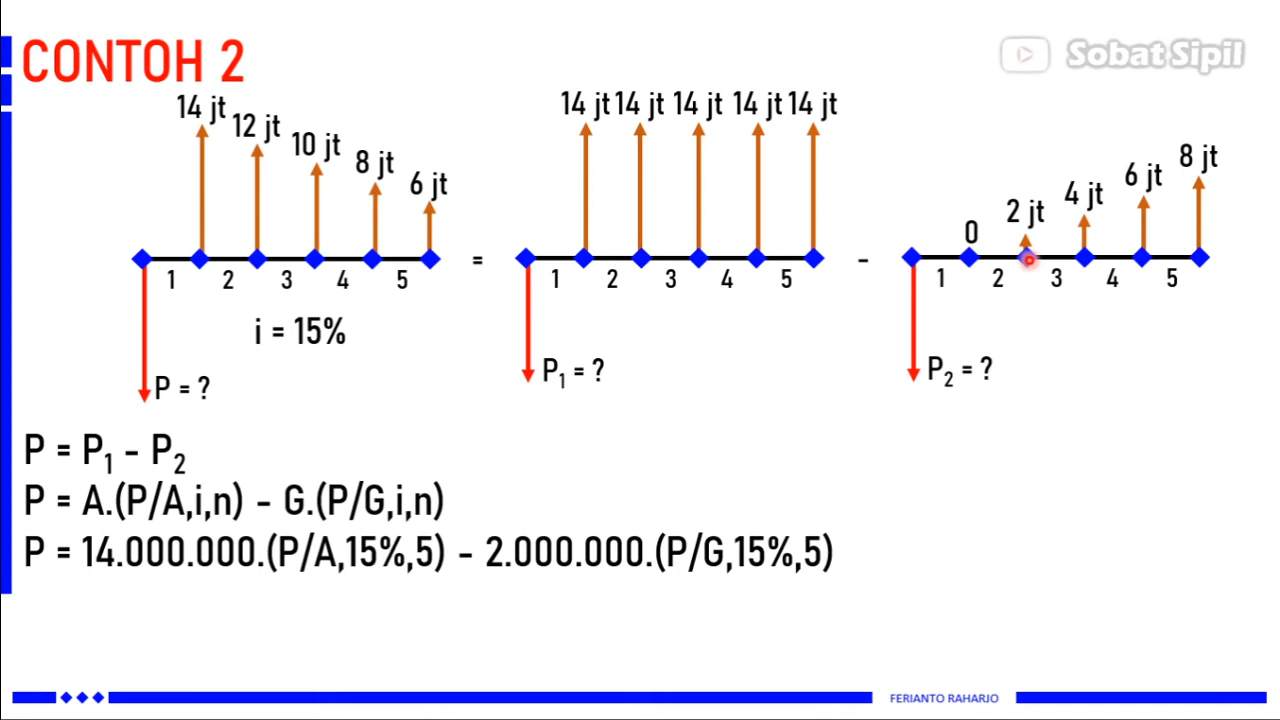 CONTOH 2
Sobat Sipil
14 jt
12 jt
10 jt
8 jt
6 jt
1 2 3 4 5
i = 15%
P = ?
=
14 jt 14 jt 14 jt 14 jt 14 jt
1 2 3 4 5
P1 = ?
-
0
2 jt
4 jt
6 jt
8 jt
1 2 3 4 5
P2 = ?
P = P1 - P2
P = A.(P/A,i,n) - G.(P/G,i,n)
P = 14.000.000.(P/A,15%,5) - 2.000.000.(P/G,15%,5)
FERIANTO RAHARJO